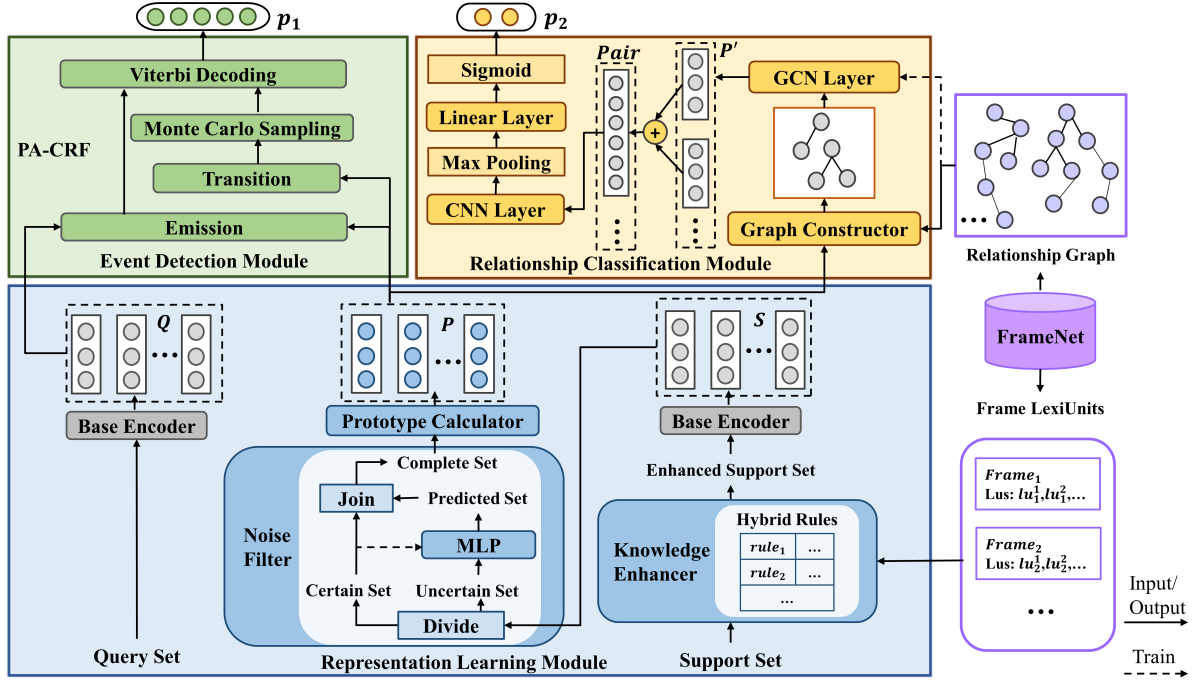 p₁
p₂
Viterbi Decoding
Monte Carlo Sampling
PA-CRF
Transition
Emission
Event Detection Module
Sigmoid
Linear Layer
Max Pooling
CNN Layer
Pair
P′
+
GCN Layer
Graph Constructor
Relationship Classification Module
...
Relationship Graph
FrameNet
Frame LexiUnits
Q
...
Base Encoder
Query Set
P
...
Prototype Calculator
Complete Set
Join
Predicted Set
Noise
Filter
MLP
Certain Set
Uncertain Set
Divide
Representation Learning Module
S
...
Base Encoder
Enhanced Support Set
Knowledge
Enhancer
Hybrid Rules
rule₁ ...
rule₂ ...
...
Support Set
Frame₁
Lus: lu₁¹,lu₁²,...
Frame₂
Lus: lu₂¹,lu₂²,...
...
Input/
Output
Train